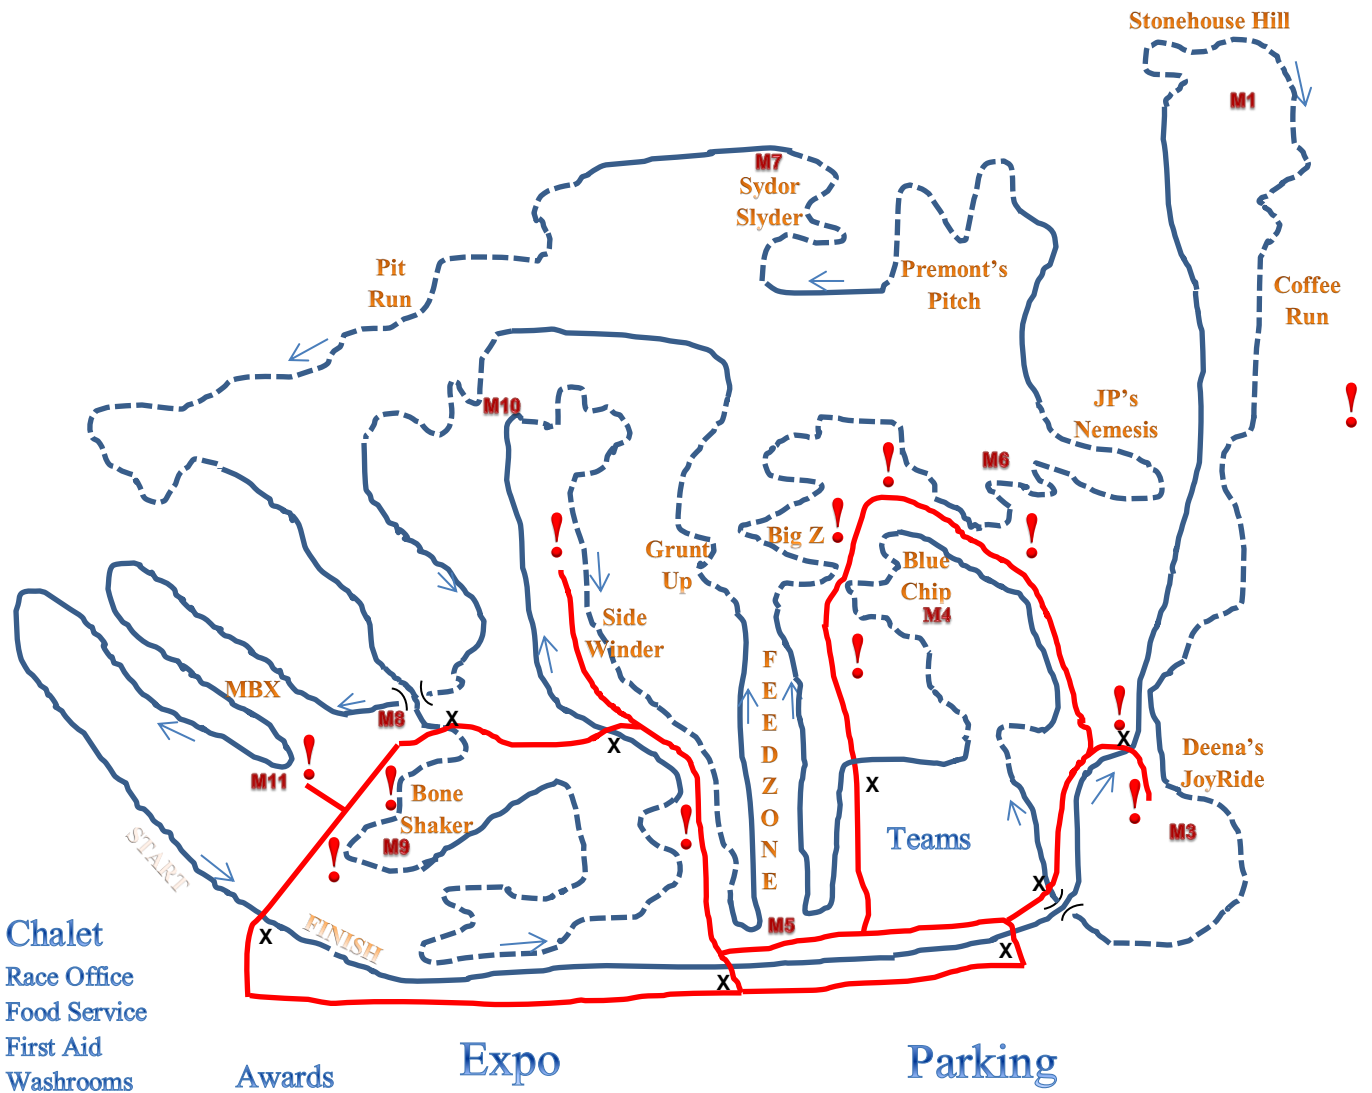 Stonehouse Hill
M1
M7
Sydor
Slyder
Pit
Run
Premont's
Pitch
Coffee
Run
!
M10
JP's
Nemesis
M6
!
!
!
!
Big Z
Grunt
Up
Blue
Chip
M4
Side
Winder
!
F
E
E
D
Z
O
N
E
MBX
M8
X
X
!
X
Deena's
JoyRide
!
M11
!
Bone
Shaker
M9
!
!
X
!
M3
Teams
START
X
M5
FINISH
X
X
X
Chalet
Race Office
Food Service
First Aid
Washrooms
Awards
Expo
Parking